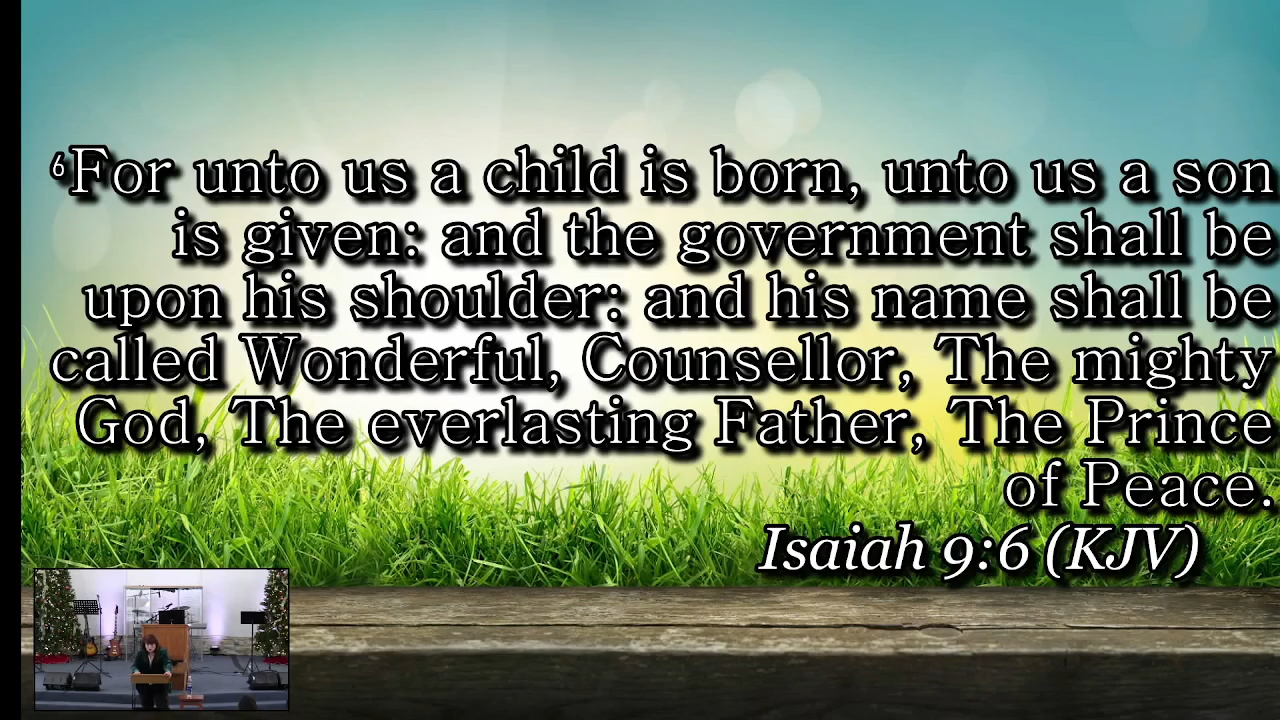 ⁶For unto us a child is born, unto us a son
is given: and the government shall be
upon his shoulder: and his name shall be
called Wonderful, Counsellor, The mighty
God, The everlasting Father, The Prince
of Peace.
Isaiah 9:6 (KJV)